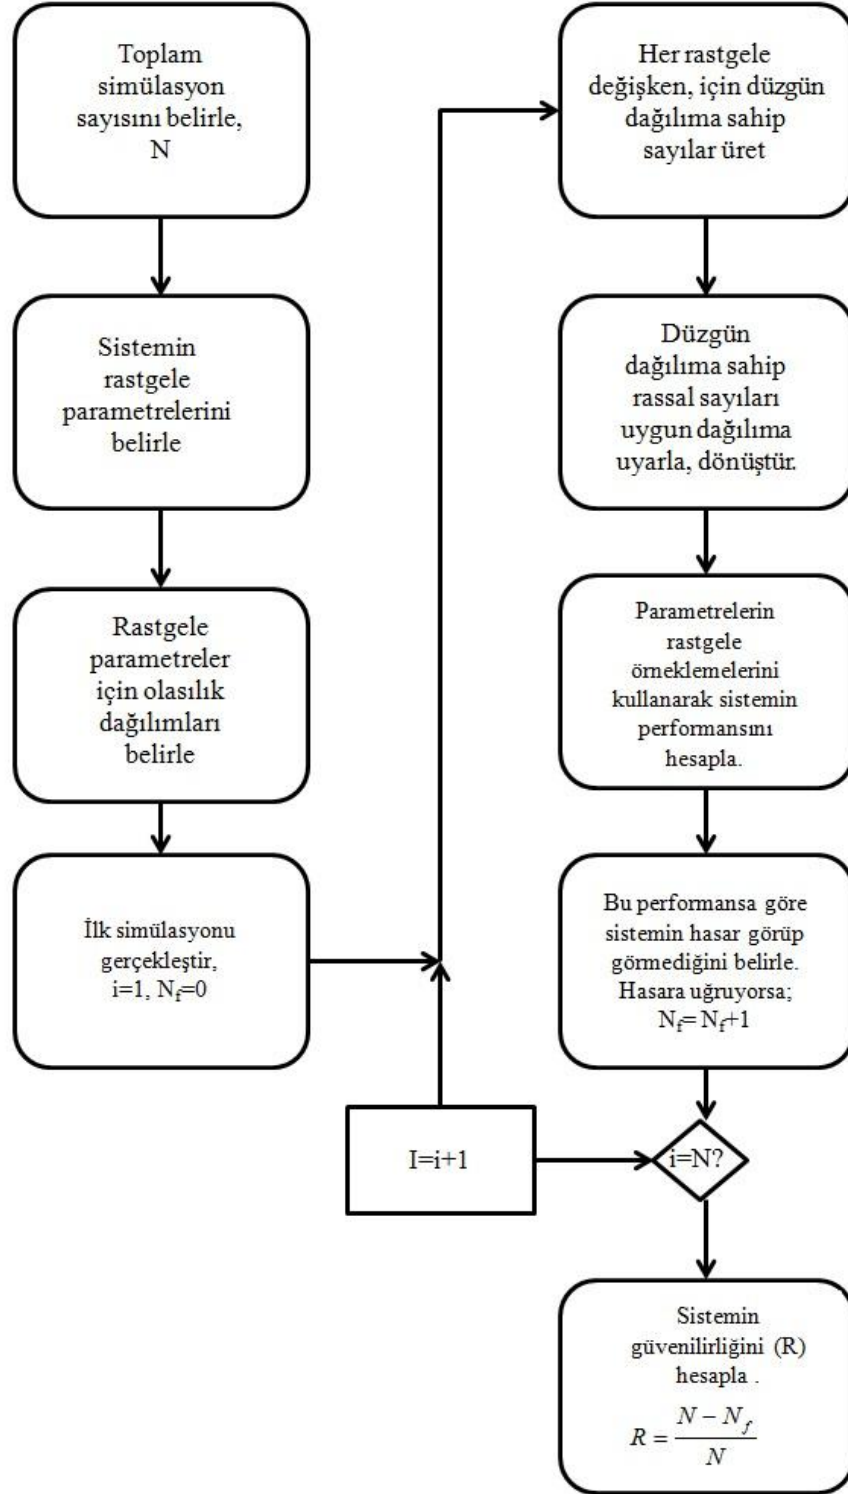 Toplam
simülasyon
sayısını belirle,
N
Sistemin
rastgele
parametrelerini
belirle
Rastgele
parametreler
için olasılık
dağılımları
belirle
İlk simülasyonu
gerçekleştir,
i=1, Nf=0
I=i+1
Her rastgele
değişken, için düzgün
dağılıma sahip
sayılar üret
Düzgün
dağılıma sahip
rassal sayıları
uygun dağılıma
uyarla, dönüştür.
Parametrelerin
rastgele
örneklemelerini
kullanarak sistemin
performansını
hesapla.
Bu performansa göre
sistemin hasar görüp
görmediğini belirle.
Hasara uğruyorsa;
Nf= Nf+1
i=N?
Sistemin
güvenilirliğini (R)
hesapla .
R = (N − Nf) / N